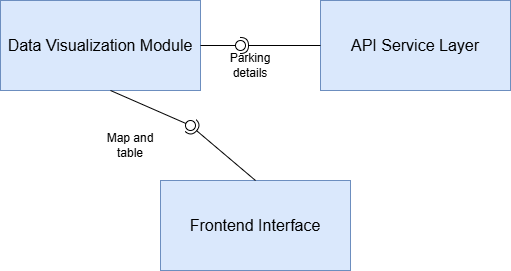 Data Visualization Module
API Service Layer
Parking
details
Map and
table
Frontend Interface